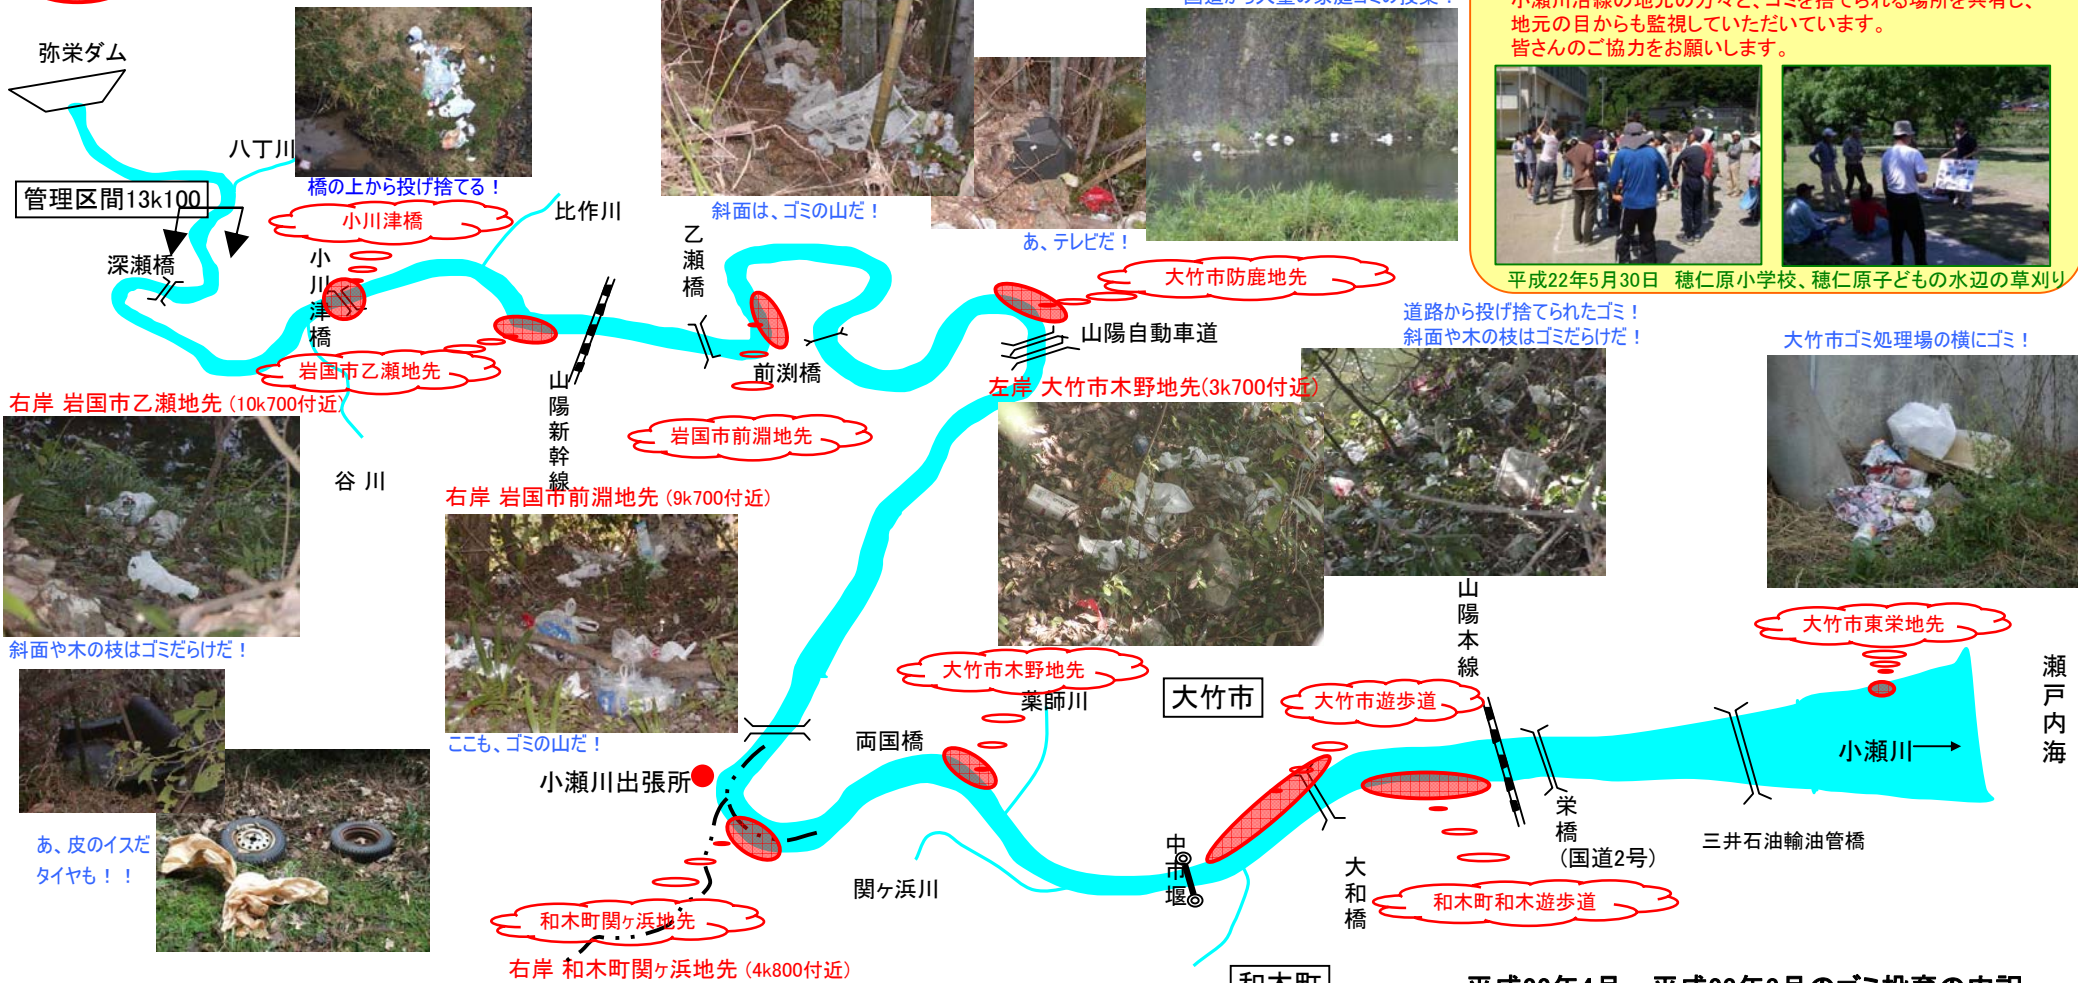 小瀬川沿線の地元の方々と、ゴミを捨てられる場所を共有し、
地元の目からも監視していただいています。
皆さんのご協力をお願いします。
平成22年5月30日 穂仁原小学校、穂仁原子どもの水辺の草刈り
弥栄ダム
八丁川
管理区間13k100
橋の上から投げ捨てる！
小川津橋
比作川
斜面は、ゴミの山だ！
あ、テレビだ！
深瀬橋
小川津橋
乙瀬橋
大竹市防鹿地先
山陽自動車道
道路から投げ捨てられたゴミ！
斜面や木の枝はゴミだらけだ！
大竹市ゴミ処理場の横にゴミ！
岩国市乙瀬地先
山陽新幹線
前渕橋
左岸 大竹市木野地先(3k700付近)
右岸 岩国市乙瀬地先 (10k700付近)
岩国市前淵地先
谷川
右岸 岩国市前淵地先 (9k700付近)
斜面や木の枝はゴミだらけだ！
ここも、ゴミの山だ！
あ、皮のイスだ
タイヤも！！
小瀬川出張所
両国橋
大竹市木野地先
薬師川
大竹市
大竹市遊歩道
山陽本線
大竹市東栄地先
瀬戸内海
小瀬川
栄橋
(国道2号)
三井石油輸油管橋
関ヶ浜川
中市堰
大和橋
和木町和木遊歩道
和木町関ヶ浜地先
右岸 和木町関ヶ浜地先 (4k800付近)
和木町